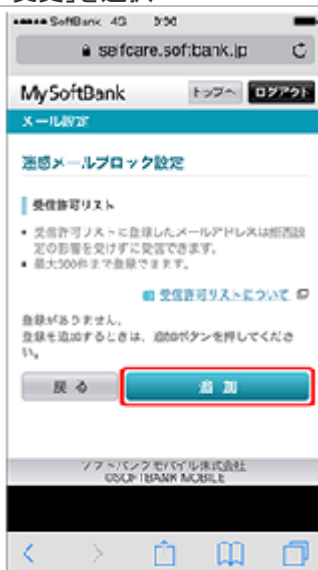 変更」を選択
SoftBank 4G
selfcare.softbank.jp
My SoftBank
トップへ
ログアウト
メール設定
迷惑メールブロック設定
受信許可リスト
• 受信許可リストに登録したメールアドレスは拒否設
定の影響を受けずに受信できます。
• 最大500件まで登録できます。
受信許可リストについて
登録がありません。
登録を追加するときは、追加ボタンを押してくださ
い。
戻る
追加
ソフトバンクモバイル株式会社
©SOFTBANK MOBILE